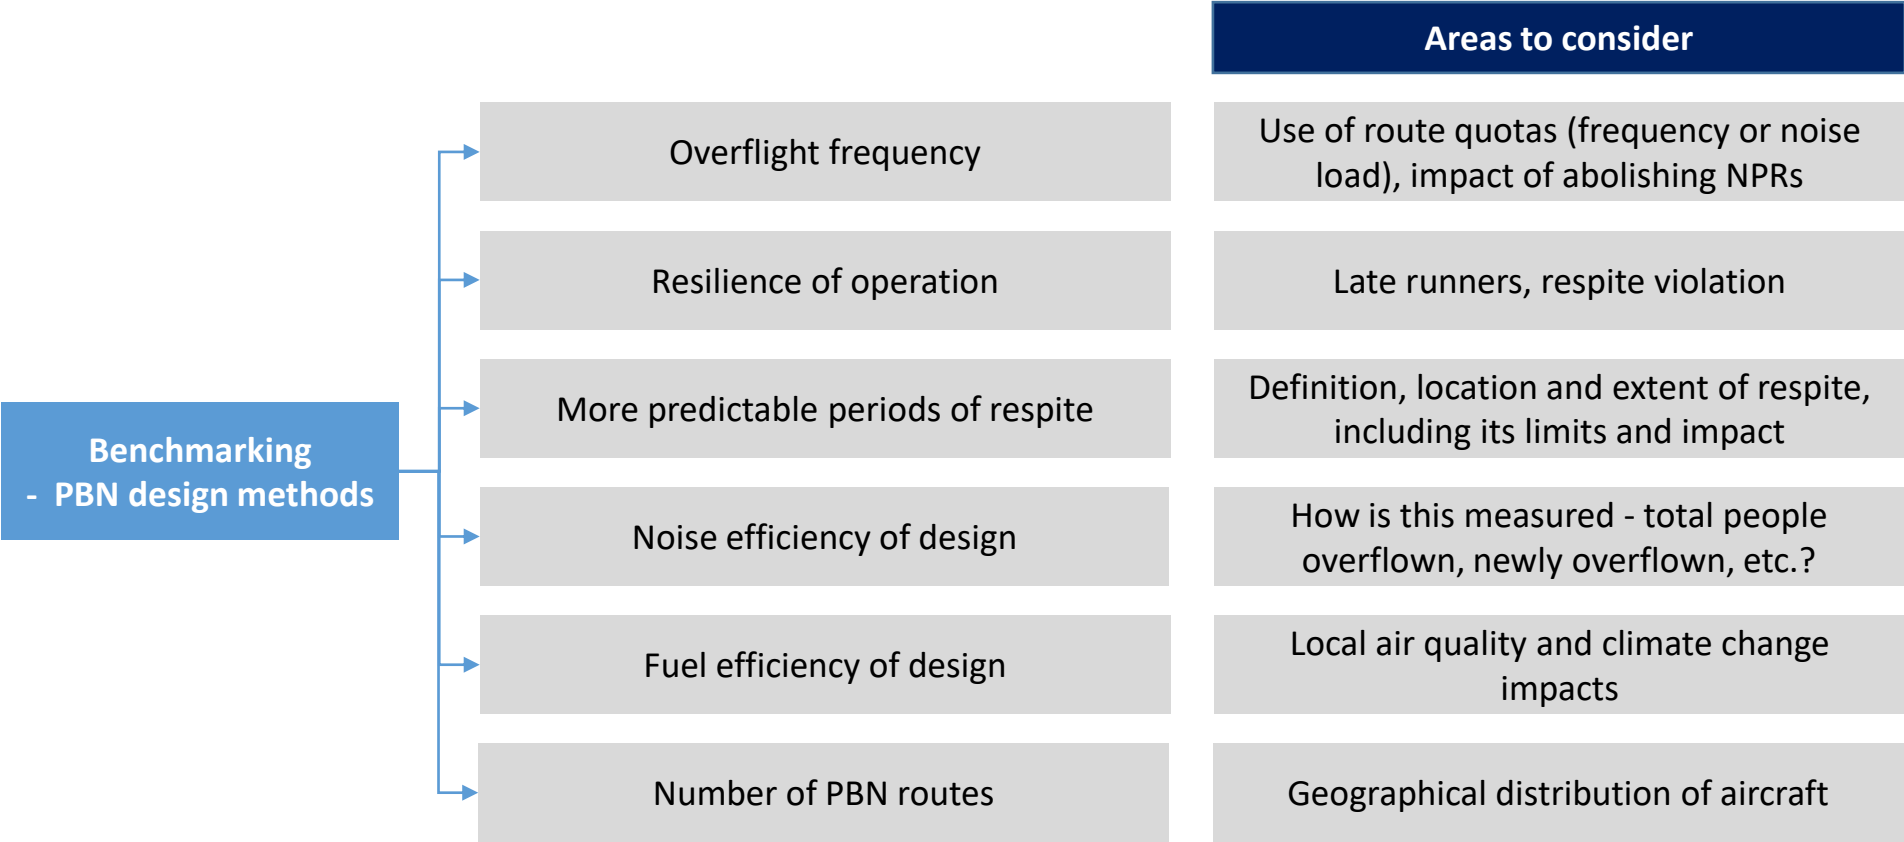 Areas to consider
Overflight frequency
Use of route quotas (frequency or noise
load), impact of abolishing NPRs
Resilience of operation
Late runners, respite violation
More predictable periods of respite
Definition, location and extent of respite,
including its limits and impact
Benchmarking
- PBN design methods
Noise efficiency of design
How is this measured - total people
overflown, newly overflown, etc.?
Fuel efficiency of design
Local air quality and climate change
impacts
Number of PBN routes
Geographical distribution of aircraft